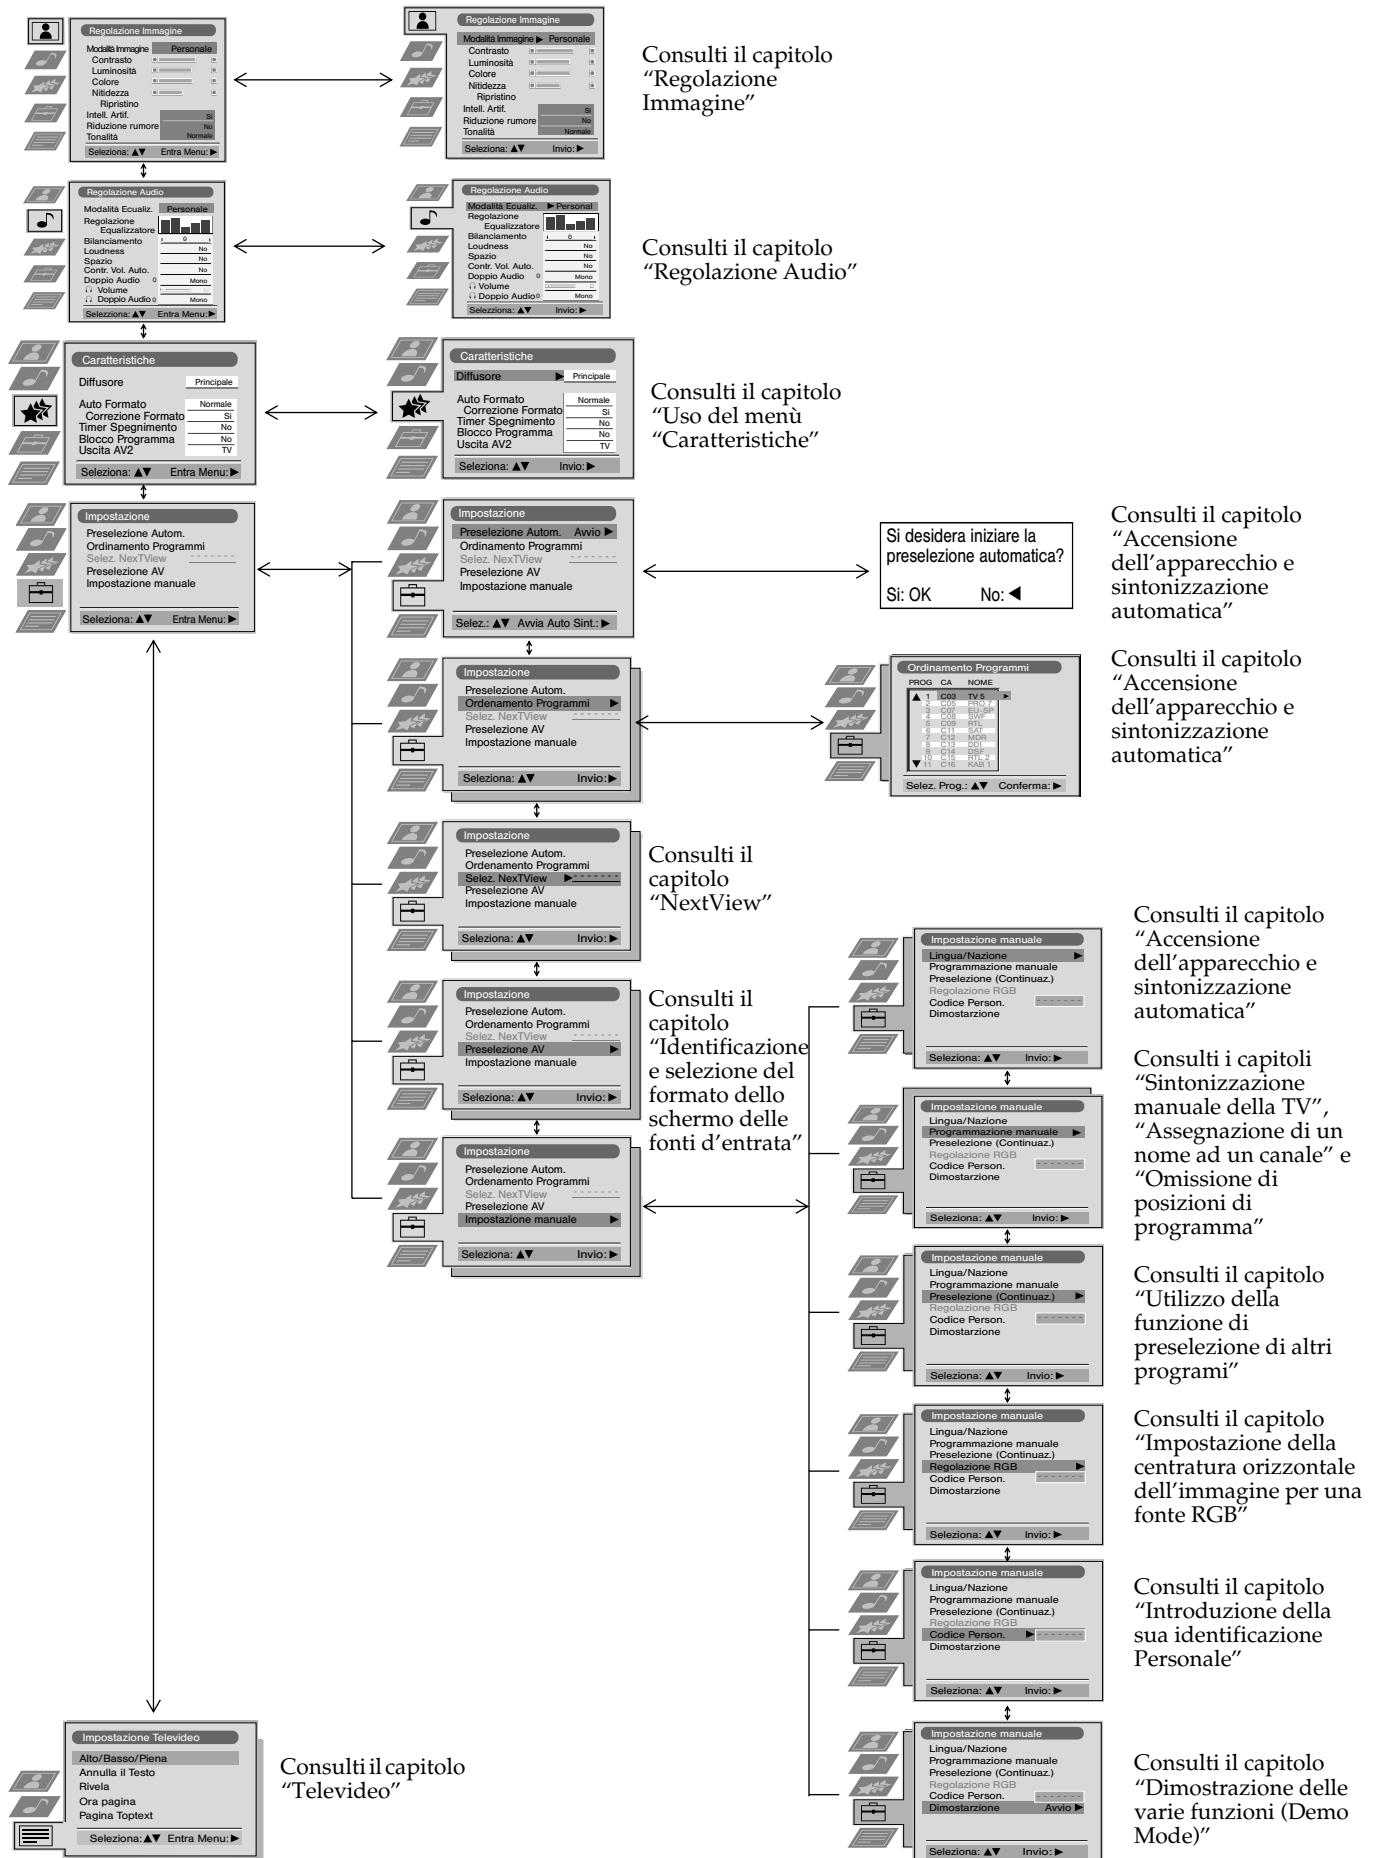 Regolazione Immagine
Modalità Immagine Personale
Contrasto
Luminosità
Colore
Nitidezza
Ripristino
Intell. Artif. Si
Riduzione rumore No
Tonalità Normale
Seleziona: ▲▼ Entra Menu: ▶
Regolazione Immagine
Modalità Immagine ▶ Personale
Contrasto
Luminosità
Colore
Nitidezza
Ripristino
Intell. Artif. Si
Riduzione rumore No
Tonalità Normale
Seleziona: ▲▼ Invio: ▶
Consulti il capitolo
“Regolazione
Immagine”
Regolazione Audio
Modalità Ecualiz. Personale
Regolazione
Equalizzatore
Bilanciamento 0
Loudness No
Spazio No
Contr. Vol. Auto. No
Doppio Audio 0 Mono
Volume
Doppio Audio 0 Mono
Selezziona: ▲▼ Entra Menu: ▶
Regolazione Audio
Modalità Ecualiz. ▶ Personal
Regolazione
Equalizzatore
Bilanciamento 0
Loudness No
Spazio No
Contr. Vol. Auto. No
Doppio Audio 0 Mono
Volume
Doppio Audio 0 Mono
Selezziona: ▲▼ Invio: ▶
Consulti il capitolo
“Regolazione Audio”
Caratteristiche
Diffusore Principale
Auto Formato Normale
Correzione Formato Si
Timer Spegnimento No
Blocco Programma No
Uscita AV2 TV
Seleziona: ▲▼ Entra Menu: ▶
Caratteristiche
Diffusore ▶ Principale
Auto Formato Normale
Correzione Formato Si
Timer Spegnimento No
Blocco Programma No
Uscita AV2 TV
Seleziona: ▲▼ Invio: ▶
Consulti il capitolo
“Uso del menù
“Caratteristiche”
Impostazione
Preselezione Autom.
Ordinamento Programmi
Selez. NexTView - - - - - -
Preselezione AV
Impostazione manuale
Seleziona: ▲▼ Entra Menu: ▶
Impostazione
Preselezione Autom. Avvio ▶
Ordinamento Programmi
Selez. NexTView - - - - - -
Preselezione AV
Impostazione manuale
Selez.: ▲▼ Avvia Auto Sint.: ▶
Si desidera iniziare la
preselezione automatica?
Si: OK No: ◀
Consulti il capitolo
“Accensione
dell’apparecchio e
sintonizzazione
automatica”
Impostazione
Preselezione Autom.
Ordenamento Programmi ▶
Selez. NexTView - - - - - -
Preselezione AV
Impostazione manuale
Seleziona: ▲▼ Invio: ▶
Ordinamento Programmi
PROG CA NOME
▲ 1 C03 TV 5 ▶
2 C05 PRO 7
3 C07 EU-SP
4 C08 SWF
5 C09 RTL
6 C11 SAT
7 C12 MDR
8 C13 DDI
9 C14 DSF
10 C15 RTL 2
▼ 11 C16 KAB 1
Selez. Prog.: ▲▼ Conferma: ▶
Consulti il capitolo
“Accensione
dell’apparecchio e
sintonizzazione
automatica”
Impostazione
Preselezione Autom.
Ordenamento Programmi
Selez. NexTView ▶ - - - - - -
Preselezione AV
Impostazione manuale
Seleziona: ▲▼ Invio: ▶
Consulti il
capitolo
“NextView”
Impostazione
Preselezione Autom.
Ordenamento Programmi
Selez. NexTView - - - - - -
Preselezione AV ▶
Impostazione manuale
Seleziona: ▲▼ Invio: ▶
Consulti il
capitolo
“Identificazione
e selezione del
formato dello
schermo delle
fonti d’entrata”
Impostazione
Preselezione Autom.
Ordenamento Programmi
Selez. NexTView - - - - - -
Preselezione AV
Impostazione manuale ▶
Seleziona: ▲▼ Invio: ▶
Impostazione manuale
Lingua/Nazione ▶
Programmazione manuale
Preselezione (Continuaz.)
Regolazione RGB
Codice Person. - - - - - -
Dimostarzione
Seleziona: ▲▼ Invio: ▶
Consulti il capitolo
“Accensione
dell’apparecchio e
sintonizzazione
automatica”
Impostazione manuale
Lingua/Nazione
Programmazione manuale ▶
Preselezione (Continuaz.)
Regolazione RGB
Codice Person. - - - - - -
Dimostarzione
Seleziona: ▲▼ Invio: ▶
Consulti i capitoli
“Sintonizzazione
manuale della TV”,
“Assegnazione di un
nome ad un canale” e
“Omissione di
posizioni di
programma”
Impostazione manuale
Lingua/Nazione
Programmazione manuale
Preselezione (Continuaz.) ▶
Regolazione RGB
Codice Person. - - - - - -
Dimostarzione
Seleziona: ▲▼ Invio: ▶
Consulti il capitolo
“Utilizzo della
funzione di
preselezione di altri
programi”
Impostazione manuale
Lingua/Nazione
Programmazione manuale
Preselezione (Continuaz.)
Regolazione RGB ▶
Codice Person. - - - - - -
Dimostarzione
Seleziona: ▲▼ Invio: ▶
Consulti il capitolo
“Impostazione della
centratura orizzontale
dell’immagine per una
fonte RGB”
Impostazione manuale
Lingua/Nazione
Programmazione manuale
Preselezione (Continuaz.)
Regolazione RGB
Codice Person. ▶ - - - - - -
Dimostarzione
Seleziona: ▲▼ Invio: ▶
Consulti il capitolo
“Introduzione della
sua identificazione
Personale”
Impostazione Televideo
Alto/Basso/Piena
Annulla il Testo
Rivela
Ora pagina
Pagina Toptext
Seleziona: ▲▼ Entra Menu: ▶
Consulti il capitolo
“Televideo”
Impostazione manuale
Lingua/Nazione
Programmazione manuale
Preselezione (Continuaz.)
Regolazione RGB
Codice Person. - - - - - -
Dimostarzione Avvio ▶
Seleziona: ▲▼ Invio: ▶
Consulti il capitolo
“Dimostrazione delle
varie funzioni (Demo
Mode)”